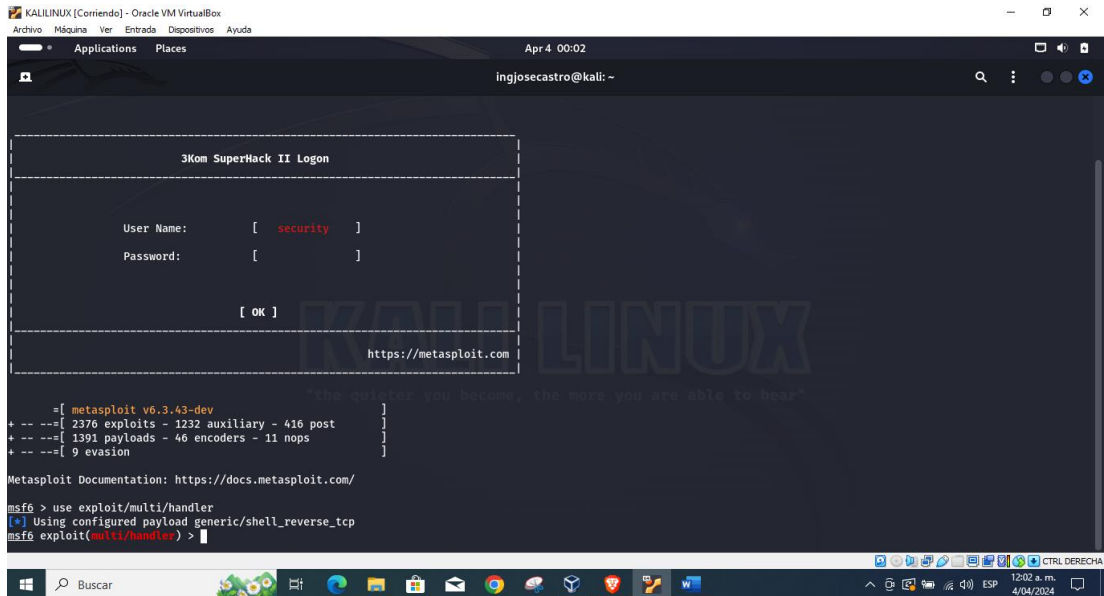 KALILINUX [Corriendo] - Oracle VM VirtualBox
Archivo Máquina Ver Entrada Dispositivos Ayuda
Applications Places Apr 4 00:02
ingjosecastro@kali: ~
3Kom SuperHack II Logon
User Name: [ security ]
Password: [ ]
[ OK ]
https://metasploit.com
KALI LINUX
"the quieter you become, the more you are able to hear"
=[ metasploit v6.3.43-dev ]
+ -- --=[ 2376 exploits - 1232 auxiliary - 416 post ]
+ -- --=[ 1391 payloads - 46 encoders - 11 nops ]
+ -- --=[ 9 evasion ]
Metasploit Documentation: https://docs.metasploit.com/
msf6 > use exploit/multi/handler
[*] Using configured payload generic/shell_reverse_tcp
msf6 exploit(multi/handler) >
CTRL DERECHA
Buscar
ESP
12:02 a. m.
4/04/2024